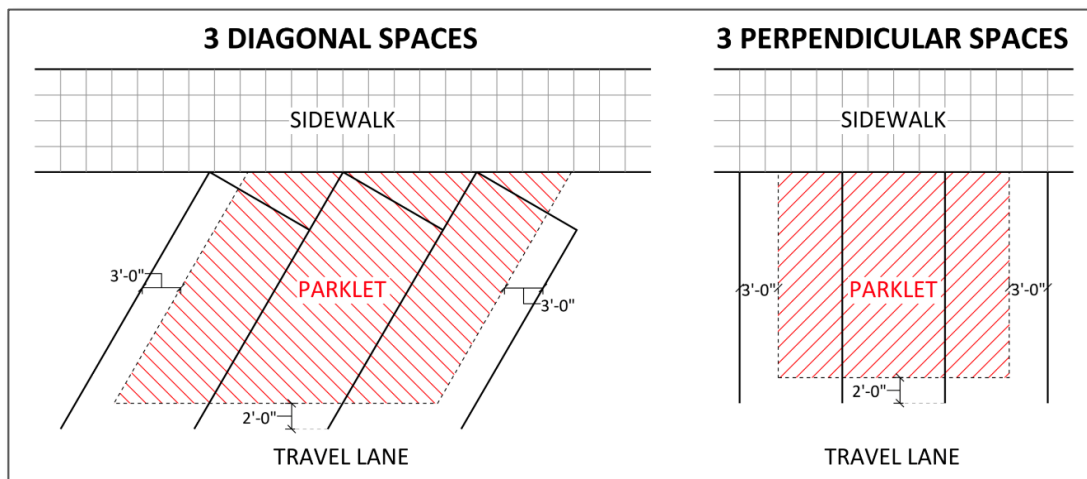 3 DIAGONAL SPACES
SIDEWALK
3'-0"
PARKLET
3'-0"
2'-0"
TRAVEL LANE
3 PERPENDICULAR SPACES
SIDEWALK
3'-0"
PARKLET
3'-0"
2'-0"
TRAVEL LANE